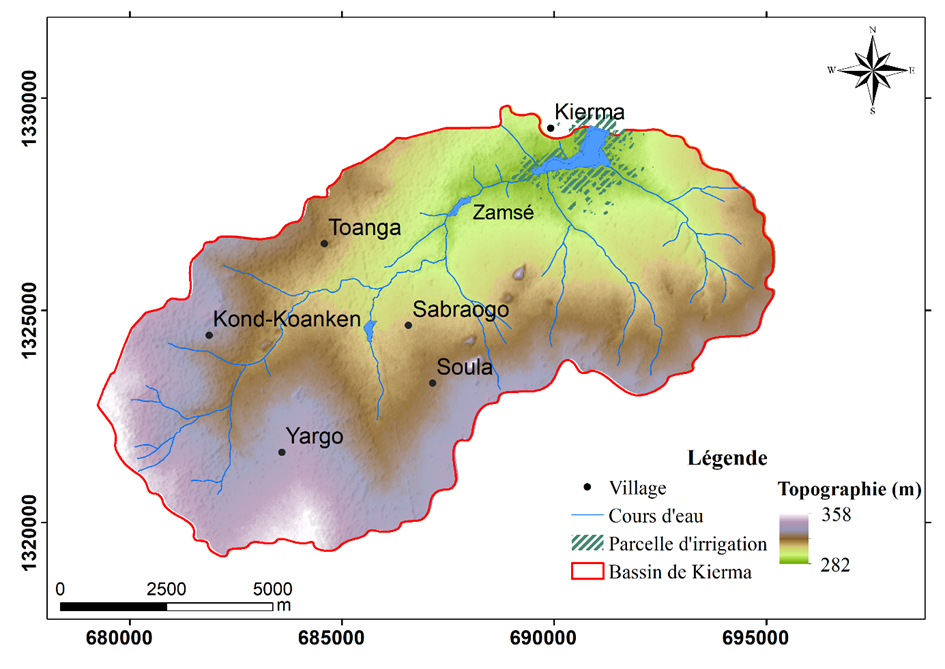 N
W
E
S
1330000
1325000
1320000
Kierma
Zamsé
Toanga
Sabraogo
Kond-Koanken
Soula
Yargo
Légende
Village
Cours d'eau
Parcelle d'irrigation
Bassin de Kierma
Topographie (m)
358
282
0 2500 5000
m
680000 685000 690000 695000